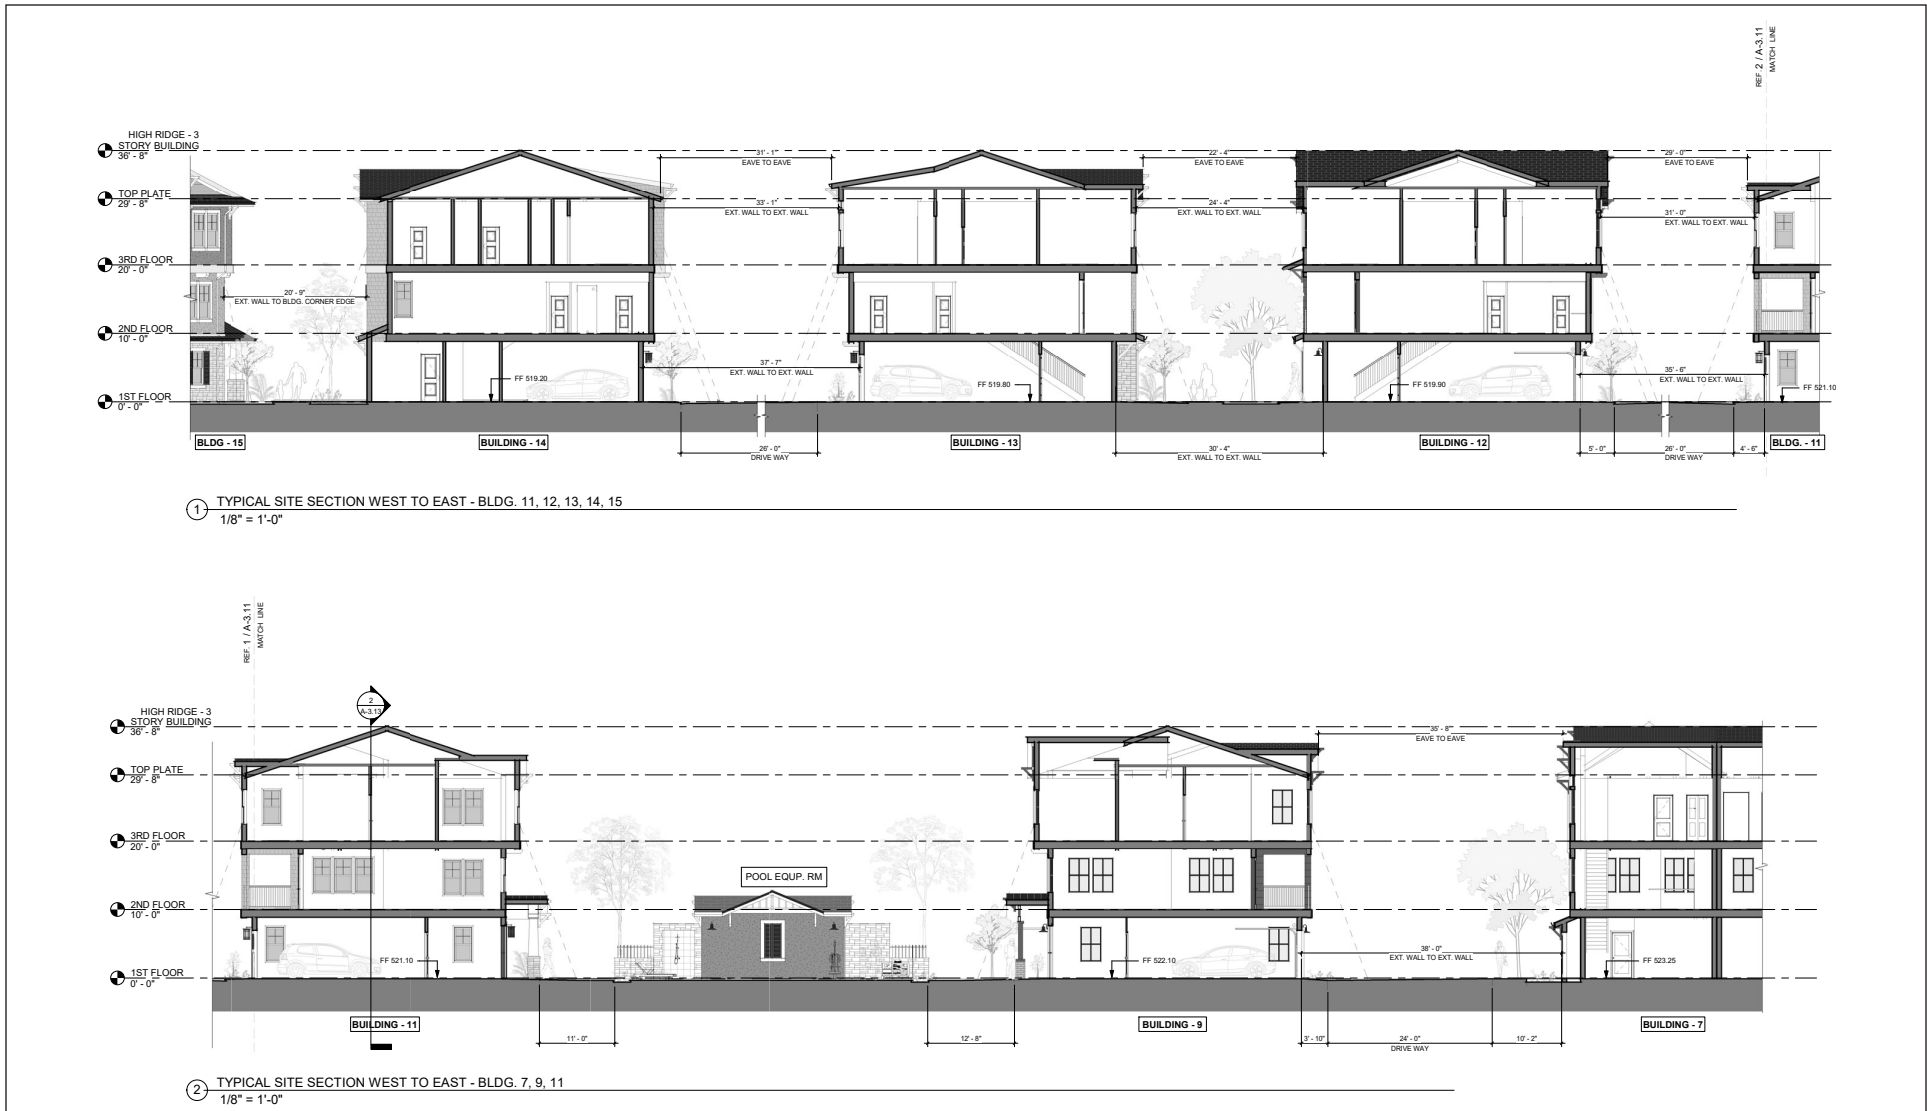 REF. 2 / A-3.11
MATCH LINE
HIGH RIDGE - 3
STORY BUILDING
36' - 8"
TOP PLATE
29' - 8"
3RD FLOOR
20' - 0"
2ND FLOOR
10' - 0"
1ST FLOOR
0' - 0"
31' - 1"
EAVE TO EAVE
22' - 4"
EAVE TO EAVE
29' - 0"
EAVE TO EAVE
33' - 1"
EXT. WALL TO EXT. WALL
24' - 4"
EXT. WALL TO EXT. WALL
31' - 0"
EXT. WALL TO EXT. WALL
20' - 9"
EXT. WALL TO BLDG. CORNER EDGE
37' - 7"
EXT. WALL TO EXT. WALL
35' - 6"
EXT. WALL TO EXT. WALL
FF 519.20
FF 519.80
FF 519.90
FF 521.10
BLDG - 15
BUILDING - 14
BUILDING - 13
BUILDING - 12
BLDG. - 11
26' - 0"
DRIVE WAY
30' - 4"
EXT. WALL TO EXT. WALL
5' - 0"
26' - 0"
DRIVE WAY
4' - 6"
1
TYPICAL SITE SECTION WEST TO EAST - BLDG. 11, 12, 13, 14, 15
1/8" = 1'-0"
REF. 1 / A-3.11
MATCH LINE
2
A-3.13
HIGH RIDGE - 3
STORY BUILDING
36' - 8"
TOP PLATE
29' - 8"
3RD FLOOR
20' - 0"
2ND FLOOR
10' - 0"
1ST FLOOR
0' - 0"
35' - 8"
EAVE TO EAVE
POOL EQUP. RM
38' - 0"
EXT. WALL TO EXT. WALL
FF 521.10
FF 522.10
FF 523.25
BUILDING - 11
BUILDING - 9
BUILDING - 7
11' - 0"
12' - 8"
3' - 10"
24' - 0"
DRIVE WAY
10' - 2"
2
TYPICAL SITE SECTION WEST TO EAST - BLDG. 7, 9, 11
1/8" = 1'-0"